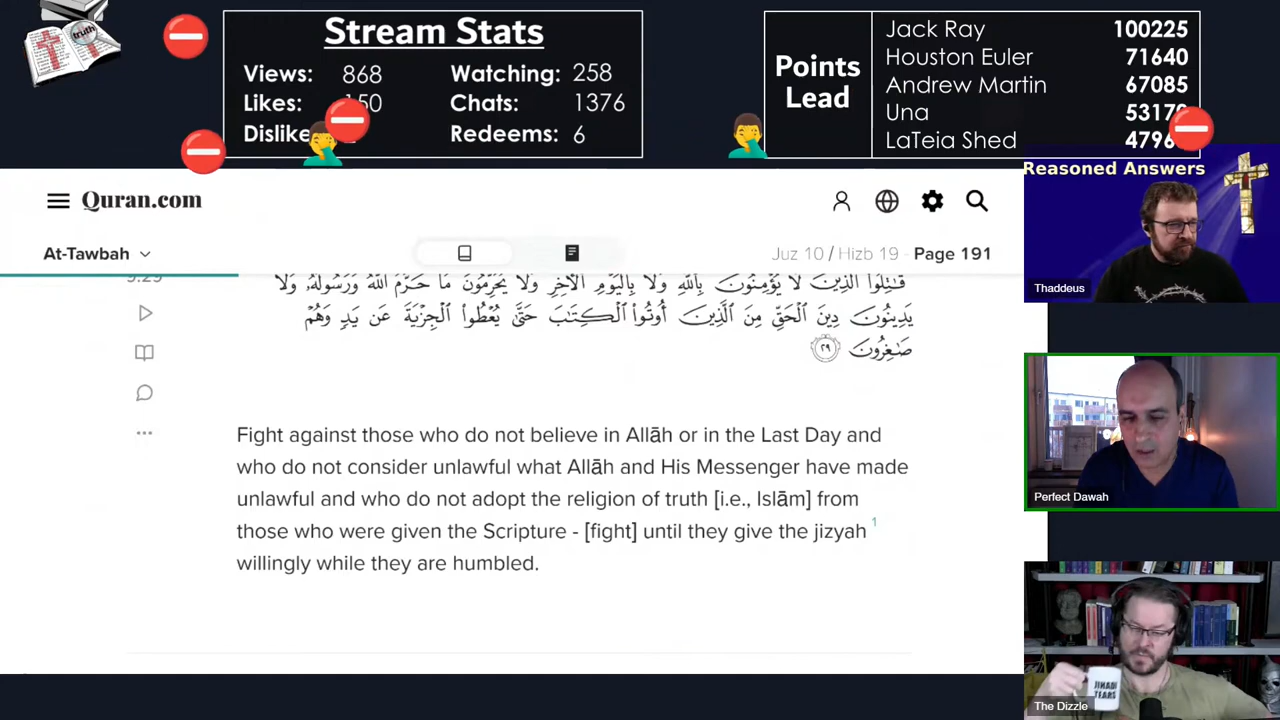 truth
Stream Stats
Views: 868
Watching: 258
Likes:
Chats: 1376
Redeems: 6
Points
Lead
Jack Ray 100225
Houston Euler 71640
Andrew Martin 67085
Una
LaTeia Shed
Reasoned Answers
Thaddeus
Quran.com
At-Tawbah
Juz 10 / Hizb 19 - Page 191
9:29
قَـٰتِلُوا۟ ٱلَّذِينَ لَا يُؤْمِنُونَ بِٱللَّهِ وَلَا بِٱلْيَوْمِ ٱلْـَٔاخِرِ وَلَا يُحَرِّمُونَ مَا حَرَّمَ ٱللَّهُ وَرَسُولُهُۥ وَلَا
يَدِينُونَ دِينَ ٱلْحَقِّ مِنَ ٱلَّذِينَ أُوتُوا۟ ٱلْكِتَـٰبَ حَتَّىٰ يُعْطُوا۟ ٱلْجِزْيَةَ عَن يَدٍ وَهُمْ
صَـٰغِرُونَ ٢٩
Fight against those who do not believe in Allāh or in the Last Day and
who do not consider unlawful what Allāh and His Messenger have made
unlawful and who do not adopt the religion of truth [i.e., Islām] from
those who were given the Scripture - [fight] until they give the jizyah 1
willingly while they are humbled.
Perfect Dawah
JIHADI
TEARS
The Dizzle